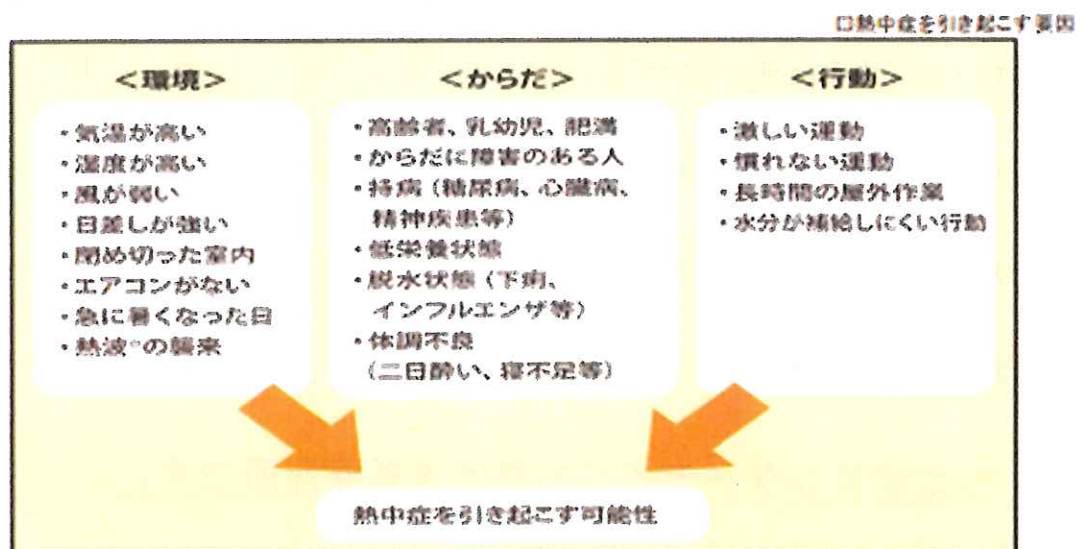 □熱中症を引き起こす要因
＜環境＞
・気温が高い
・湿度が高い
・風が弱い
・日差しが強い
・閉め切った室内
・エアコンがない
・急に暑くなった日
・熱波※の襲来
＜からだ＞
・高齢者、乳幼児、肥満
・からだに障害のある人
・持病（糖尿病、心臓病、
精神疾患等）
・低栄養状態
・脱水状態（下痢、
インフルエンザ等）
・体調不良
（二日酔い、寝不足等）
＜行動＞
・激しい運動
・慣れない運動
・長時間の屋外作業
・水分が補給しにくい行動
熱中症を引き起こす可能性